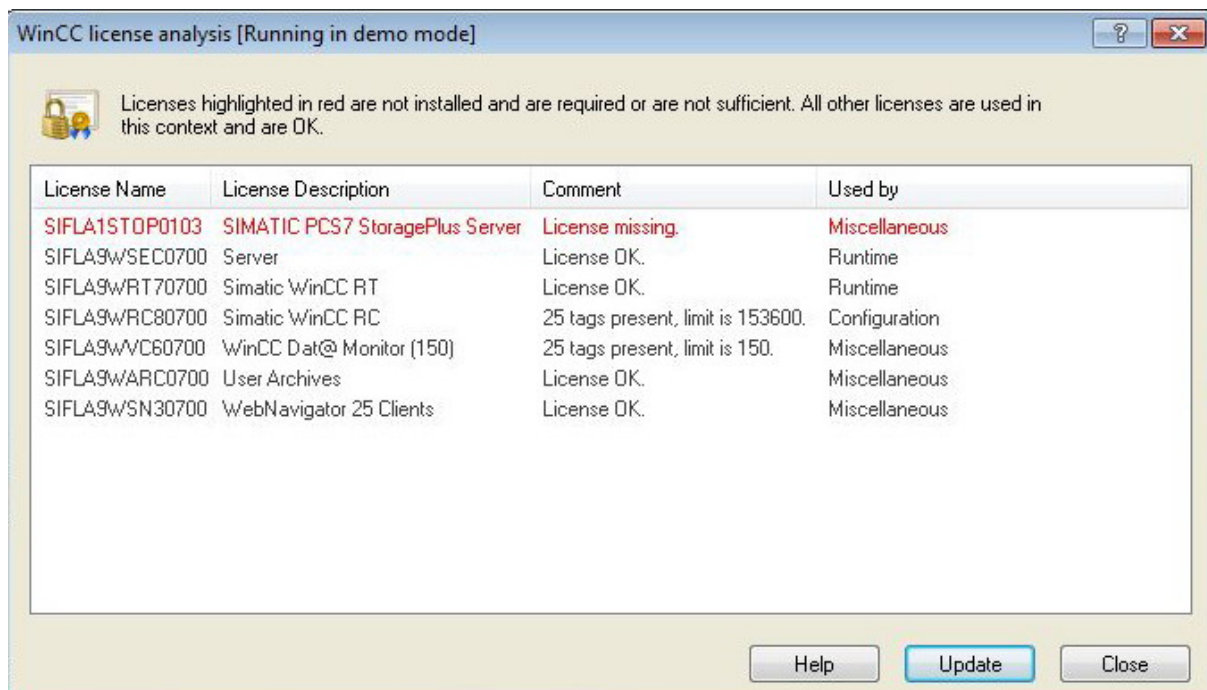 WinCC license analysis [Running in demo mode]
Licenses highlighted in red are not installed and are required or are not sufficient. All other licenses are used in
this context and are OK.
License Name License Description Comment Used by
SIFLA1STOP0103 SIMATIC PCS7 StoragePlus Server License missing. Miscellaneous
SIFLA9WSEC0700 Server License OK. Runtime
SIFLA9WRT70700 Simatic WinCC RT License OK. Runtime
SIFLA9WRC80700 Simatic WinCC RC 25 tags present, limit is 153600. Configuration
SIFLA9WVC60700 WinCC Dat@ Monitor (150) 25 tags present, limit is 150. Miscellaneous
SIFLA9WARC0700 User Archives License OK. Miscellaneous
SIFLA9WSN30700 WebNavigator 25 Clients License OK. Miscellaneous
Help Update Close